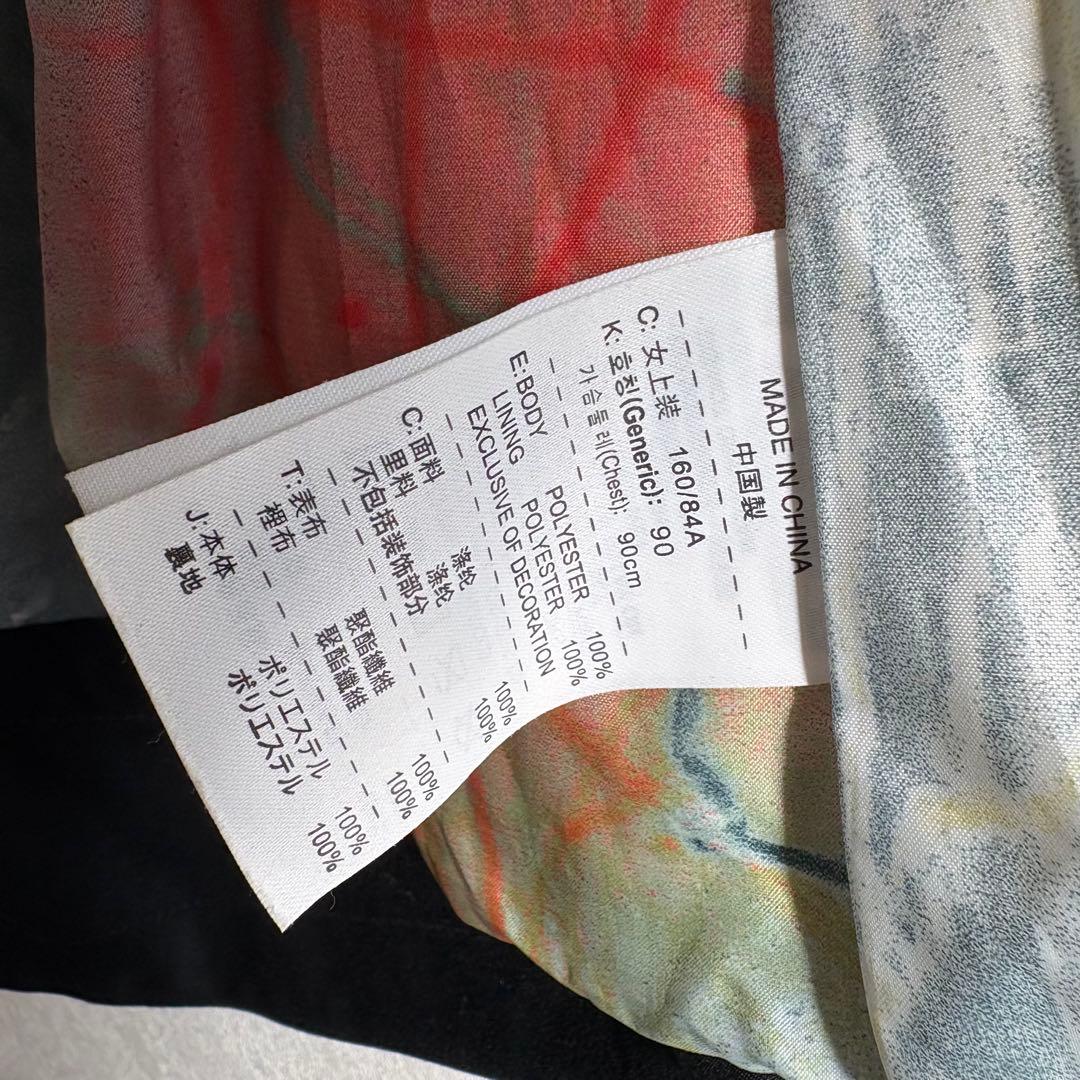 MADE IN CHINA
中国製
C: 女上装 160/84A
K: 호칭(Generic): 90
가슴둘레(Chest): 90cm
E:BODY POLYESTER 100%
LINING POLYESTER 100%
EXCLUSIVE OF DECORATION
C:面料 涤纶 100%
里料 涤纶 100%
不包括装饰部分
T:表布 聚酯纖維 100%
裡布 聚酯纖維 100%
J:本体 ポリエステル 100%
裏地 ポリエステル 100%